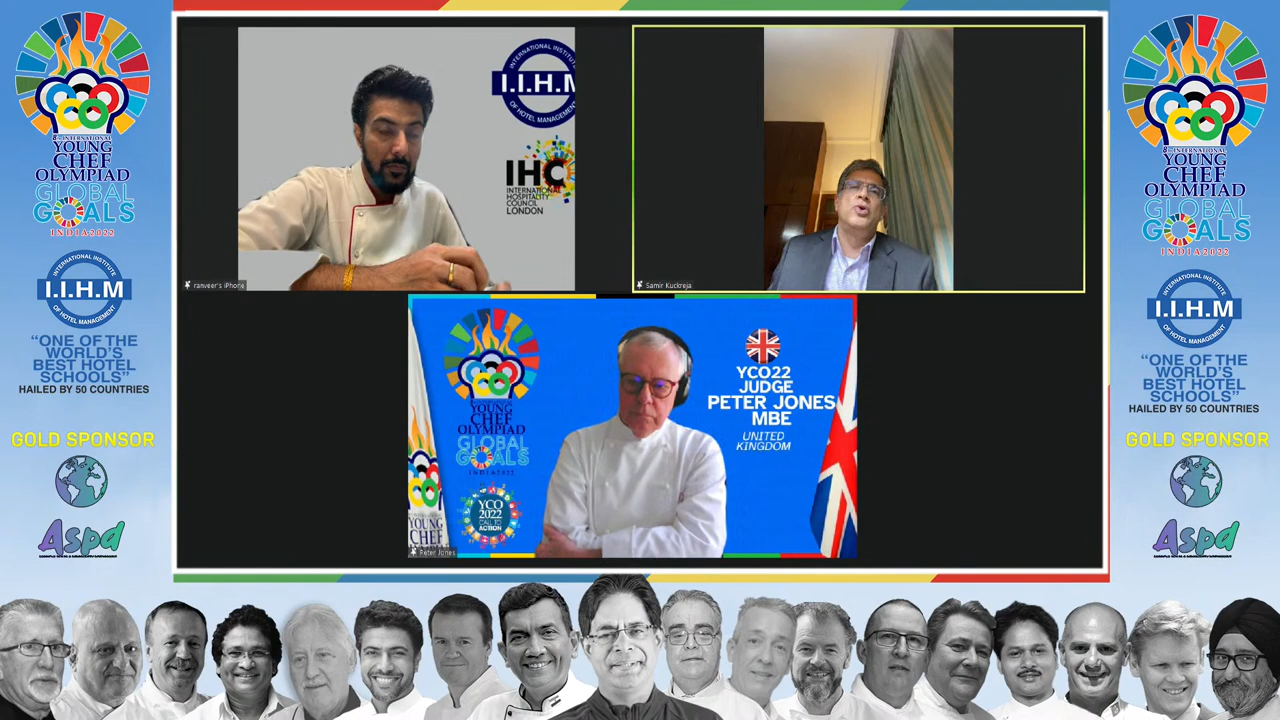 8TH INTERNATIONAL
YOUNG
CHEF
OLYMPIAD
GLOBAL
GOALS
INDIA2022
INTERNATIONAL INSTITUTE
I.I.H.M
OF HOTEL MANAGEMENT
“ONE OF THE
WORLD’S
BEST HOTEL
SCHOOLS”
HAILED BY 50 COUNTRIES
GOLD SPONSOR
Aspd
INTERNATIONAL INSTITUTE
I.I.H.M
OF HOTEL MANAGEMENT
IHC
INTERNATIONAL
HOSPITALITY
COUNCIL
LONDON
ranveer's iPhone
Samir Kuckreja
YOUNG
CHEF
OLYMPIAD
GLOBAL
GOALS
INDIA2022
YCO
2022
CALL TO
ACTION
YCO22
JUDGE
PETER JONES
MBE
UNITED
KINGDOM
YOUNG
CHEF
OLYMPIAD
Peter Jones
8TH INTERNATIONAL
YOUNG
CHEF
OLYMPIAD
GLOBAL
GOALS
INDIA2022
INTERNATIONAL INSTITUTE
I.I.H.M
OF HOTEL MANAGEMENT
“ONE OF THE
WORLD’S
BEST HOTEL
SCHOOLS”
HAILED BY 50 COUNTRIES
GOLD SPONSOR
Aspd